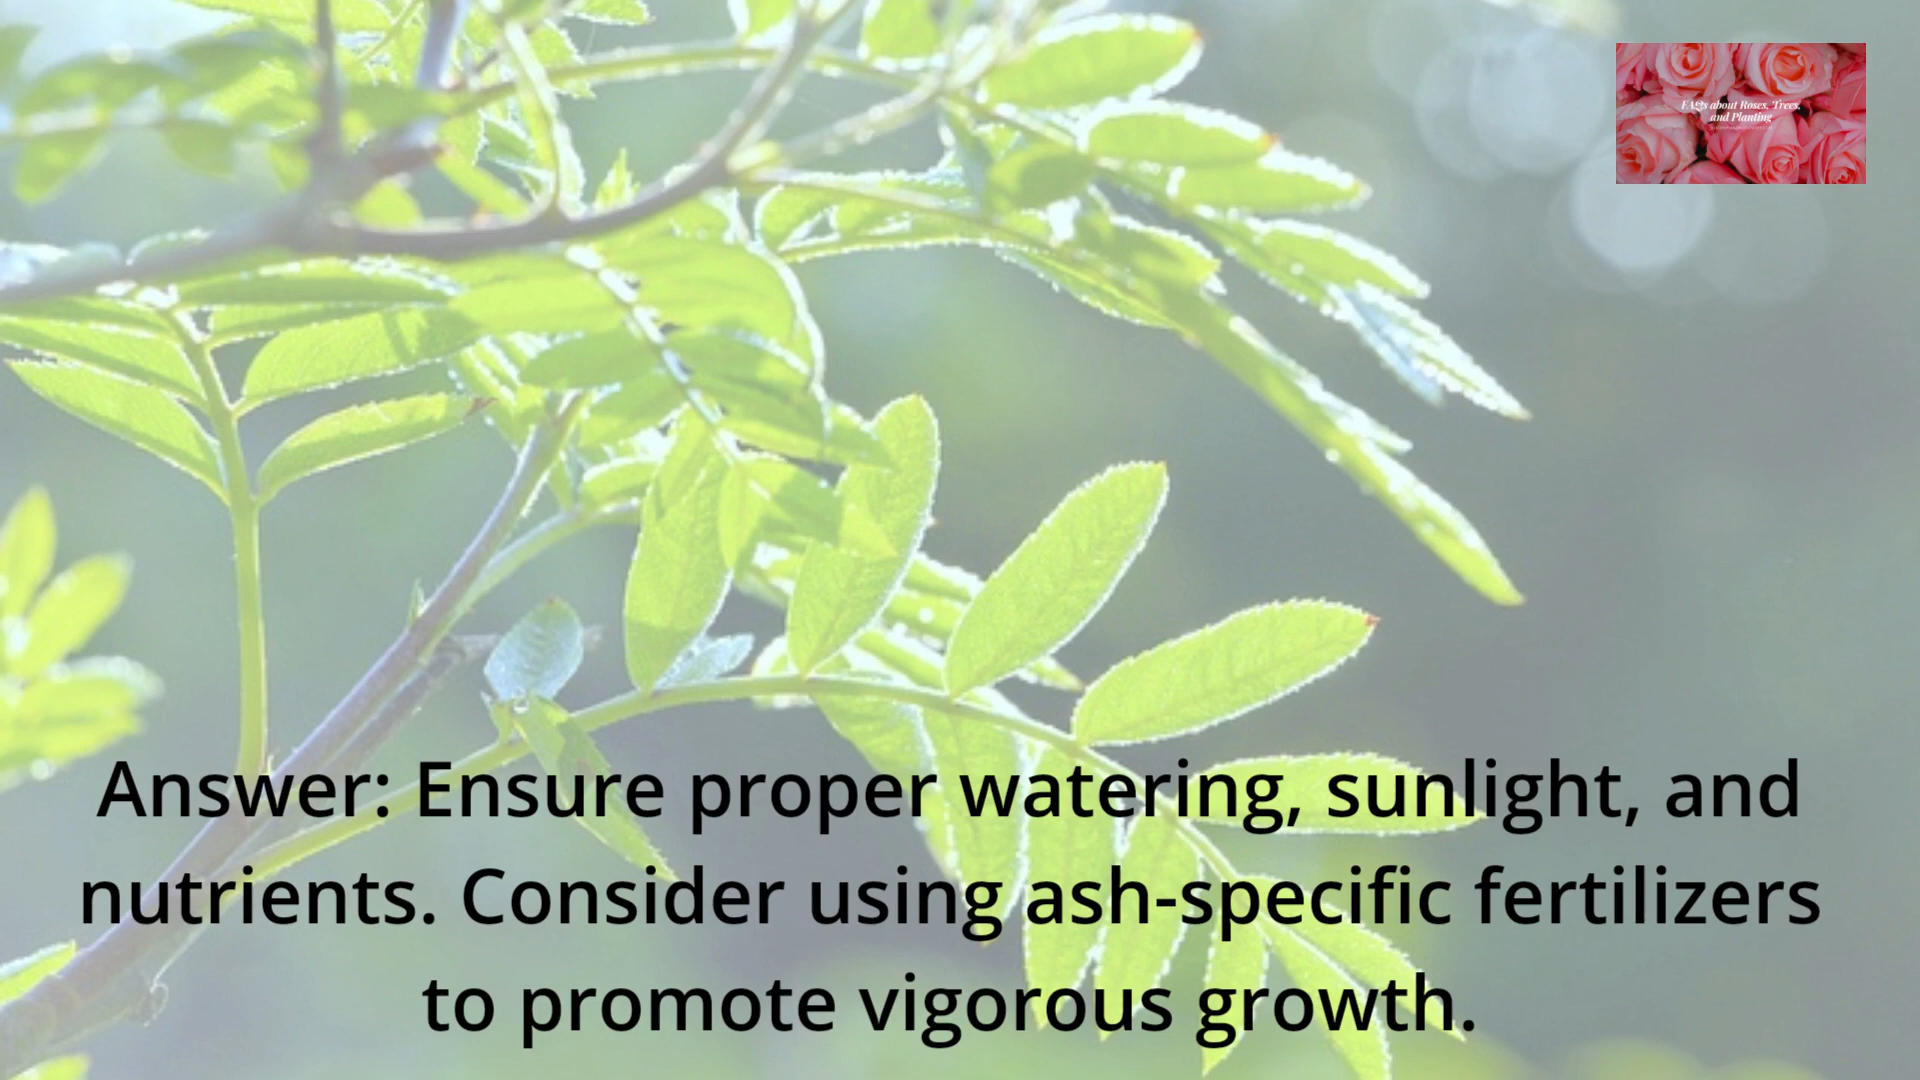 FAQs about Roses, Trees,
and Planting
Answer: Ensure proper watering, sunlight, and
nutrients. Consider using ash-specific fertilizers
to promote vigorous growth.